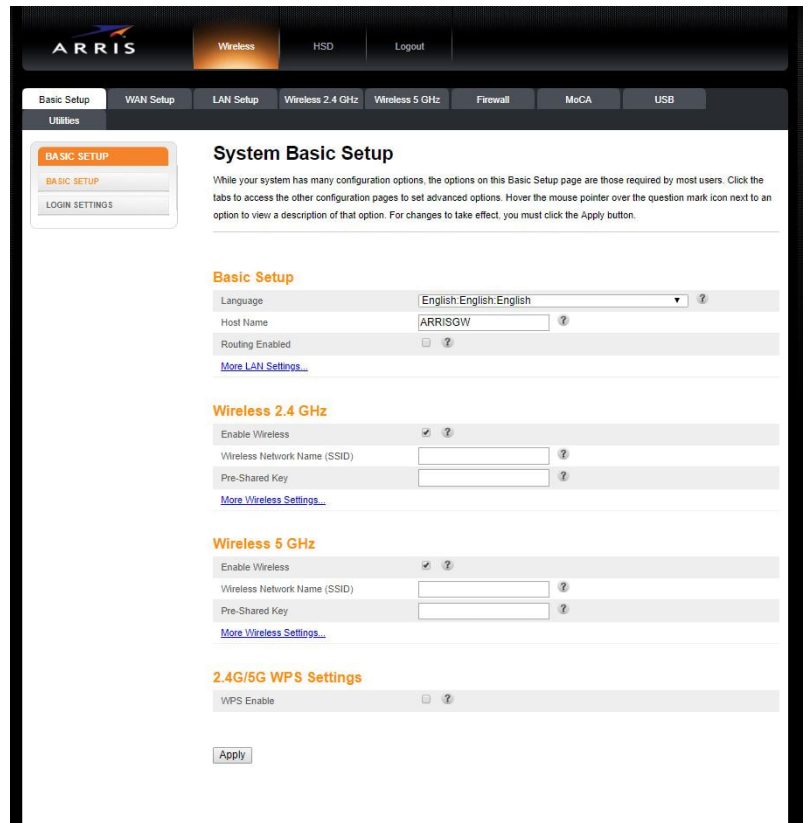 ARRIS
Wireless HSD Logout
Basic Setup WAN Setup LAN Setup Wireless 2.4 GHz Wireless 5 GHz Firewall MoCA USB
Utilities
BASIC SETUP
BASIC SETUP
LOGIN SETTINGS
System Basic Setup
While your system has many configuration options, the options on this Basic Setup page are those required by most users. Click the
tabs to access the other configuration pages to set advanced options. Hover the mouse pointer over the question mark icon next to an
option to view a description of that option. For changes to take effect, you must click the Apply button.
Basic Setup
Language English:English:English ?
Host Name ARRISGW ?
Routing Enabled ?
More LAN Settings...
Wireless 2.4 GHz
Enable Wireless ?
Wireless Network Name (SSID) ?
Pre-Shared Key ?
More Wireless Settings...
Wireless 5 GHz
Enable Wireless ?
Wireless Network Name (SSID) ?
Pre-Shared Key ?
More Wireless Settings...
2.4G/5G WPS Settings
WPS Enable ?
Apply